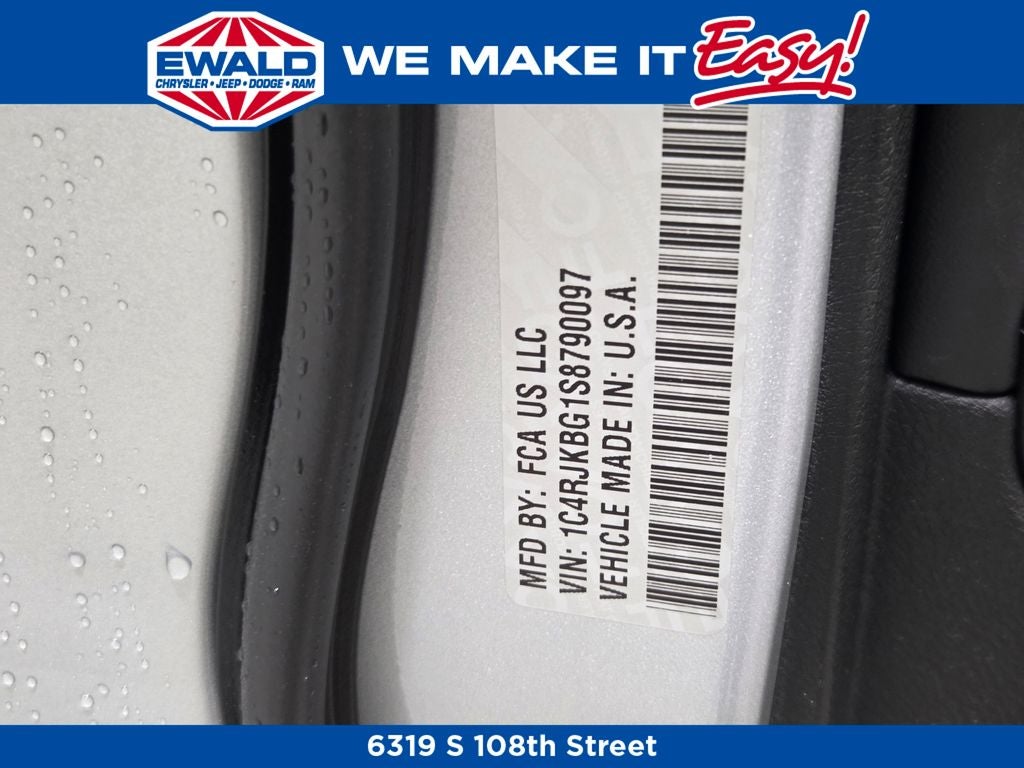 EWALD
CHRYSLER • JEEP • DODGE • RAM
WE MAKE IT Easy!
MFD BY: FCA US LLC
VIN: 1C4RJKBG1S8790097
VEHICLE MADE IN: U.S.A.
6319 S 108th Street